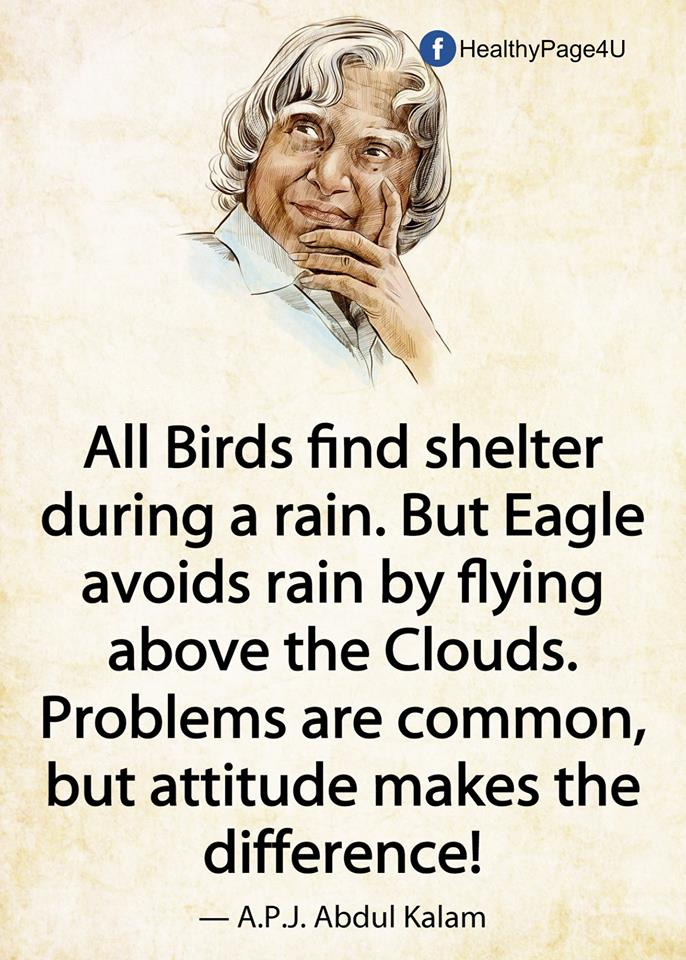 HealthyPage4U
All Birds find shelter
during a rain. But Eagle
avoids rain by flying
above the Clouds.
Problems are common,
but attitude makes the
difference!
— A.P.J. Abdul Kalam